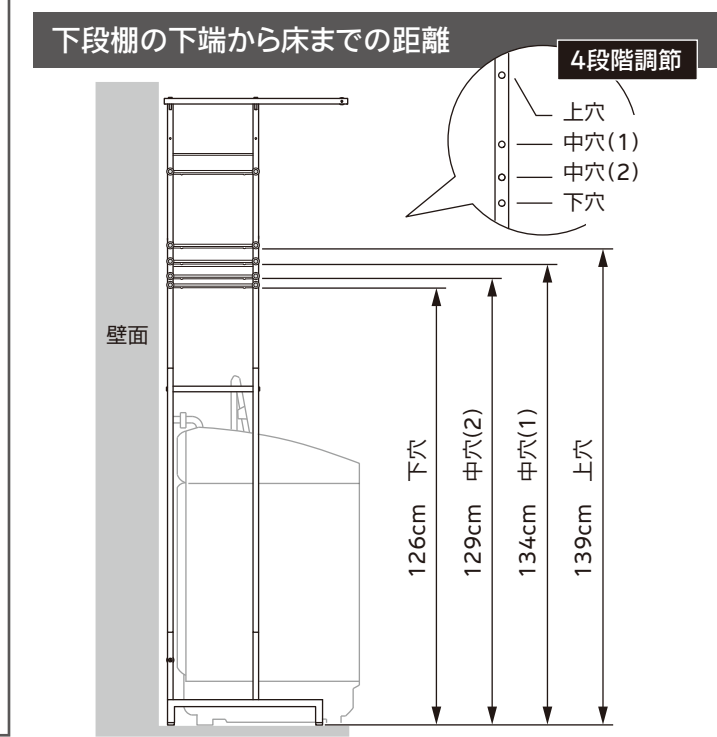 下段棚の下端から床までの距離
4段階調節
上穴
中穴(1)
中穴(2)
下穴
壁面
126cm 下穴
129cm 中穴(2)
134cm 中穴(1)
139cm 上穴